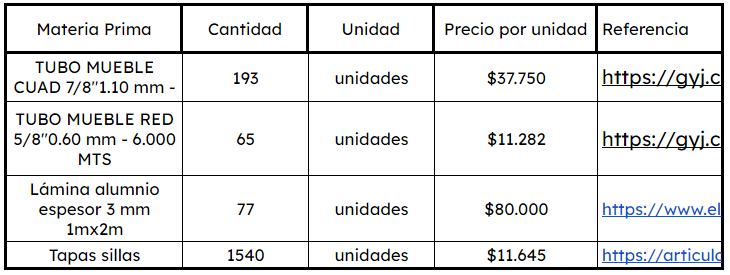 Materia Prima Cantidad Unidad Precio por unidad Referencia
TUBO MUEBLE
CUAD 7/8"1.10 mm - 193 unidades $37.750 https://gyj.c
TUBO MUEBLE RED
5/8"0.60 mm - 6.000 65 unidades $11.282 https://gyj.c
MTS
Lámina alumnio
espesor 3 mm 77 unidades $80.000 https://www.el
1mx2m
Tapas sillas 1540 unidades $11.645 https://articulo